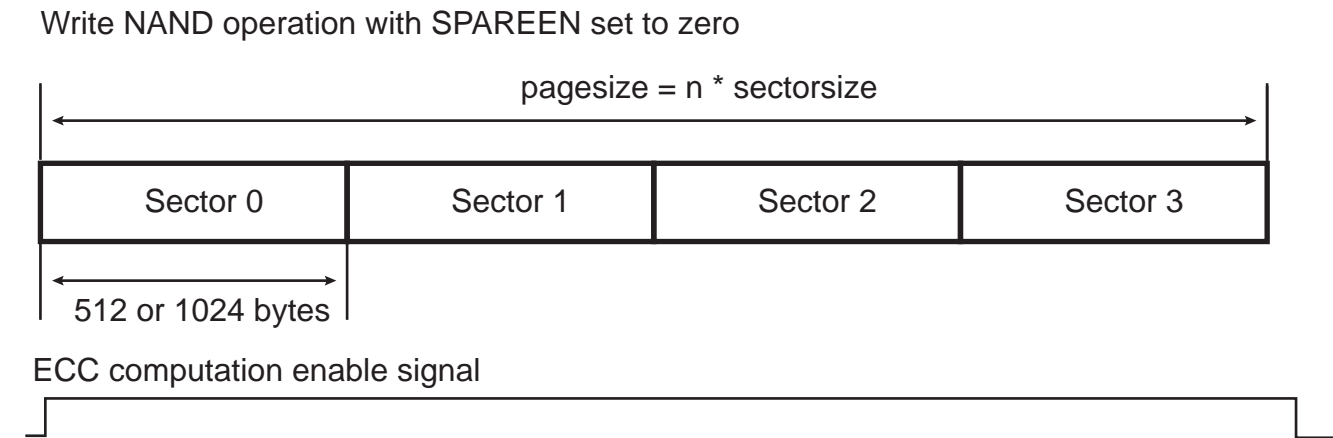 Write NAND operation with SPAREEN set to zero
pagesize = n * sectorsize
Sector 0 Sector 1 Sector 2 Sector 3
512 or 1024 bytes
ECC computation enable signal